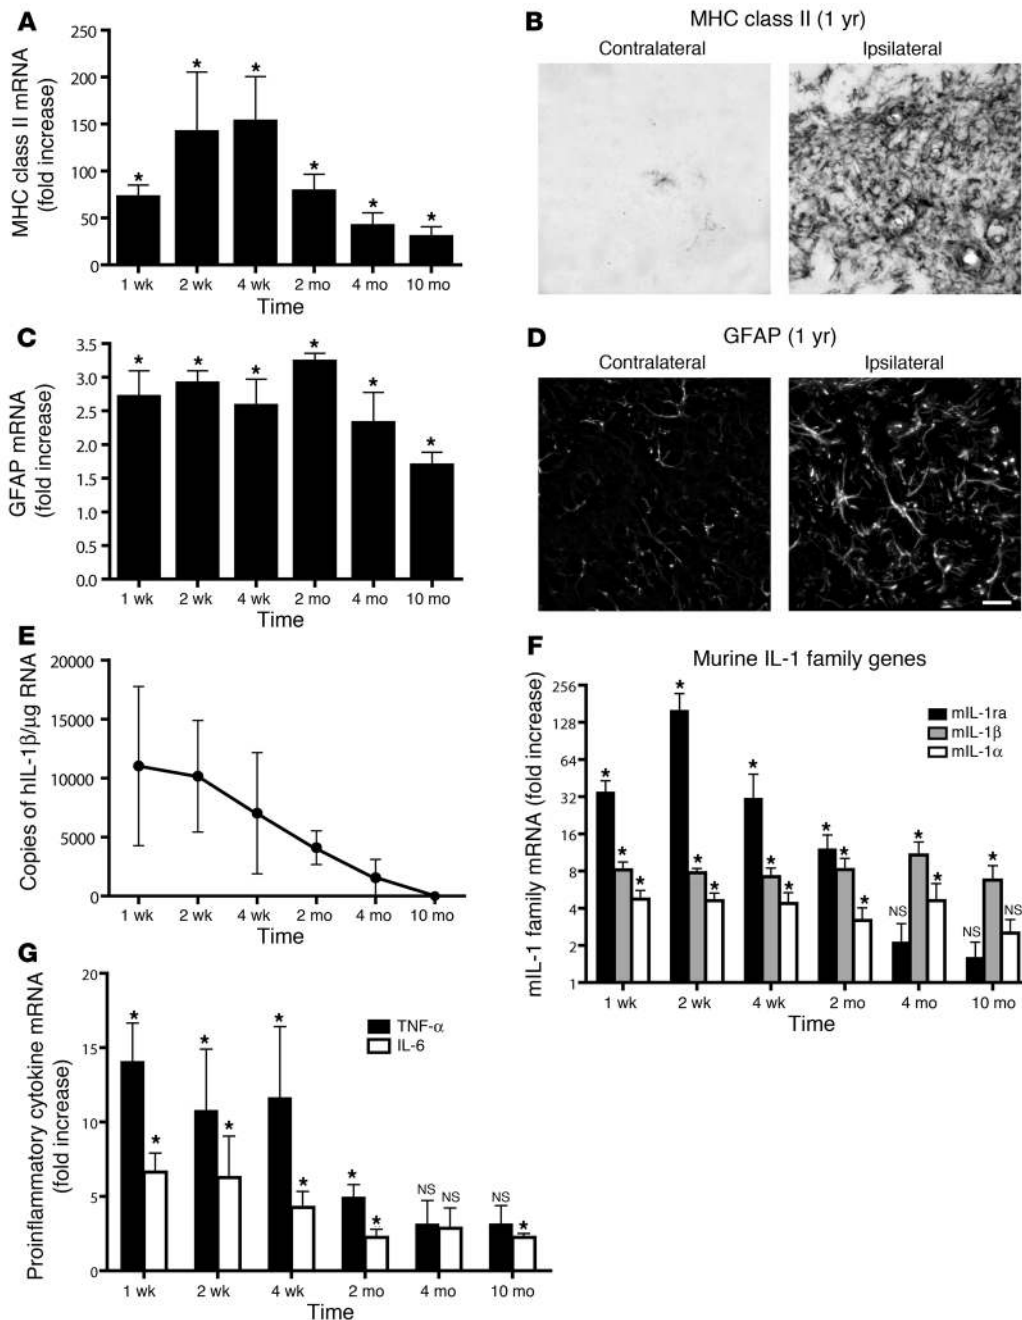 A
MHC class II mRNA
(fold increase)
250
200
150
100
50
0
* * * * * *
1 wk 2 wk 4 wk 2 mo 4 mo 10 mo
Time
B
MHC class II (1 yr)
Contralateral Ipsilateral
C
GFAP mRNA
(fold increase)
3.5
3.0
2.5
2.0
1.5
1.0
0.5
0.0
* * * * * *
1 wk 2 wk 4 wk 2 mo 4 mo 10 mo
Time
D
GFAP (1 yr)
Contralateral Ipsilateral
E
Copies of hIL-1β/μg RNA
20000
15000
10000
5000
0
1 wk 2 wk 4 wk 2 mo 4 mo 10 mo
Time
F
Murine IL-1 family genes
mIL-1 family mRNA (fold increase)
256
128
64
32
16
8
4
2
1
mIL-1ra
mIL-1β
mIL-1α
* * * * * * * * * * * * NS * * NS * NS
1 wk 2 wk 4 wk 2 mo 4 mo 10 mo
Time
G
Proinflammatory cytokine mRNA
(fold increase)
20
15
10
5
0
TNF-α
IL-6
* * * * * * * * NS NS NS *
1 wk 2 wk 4 wk 2 mo 4 mo 10 mo
Time